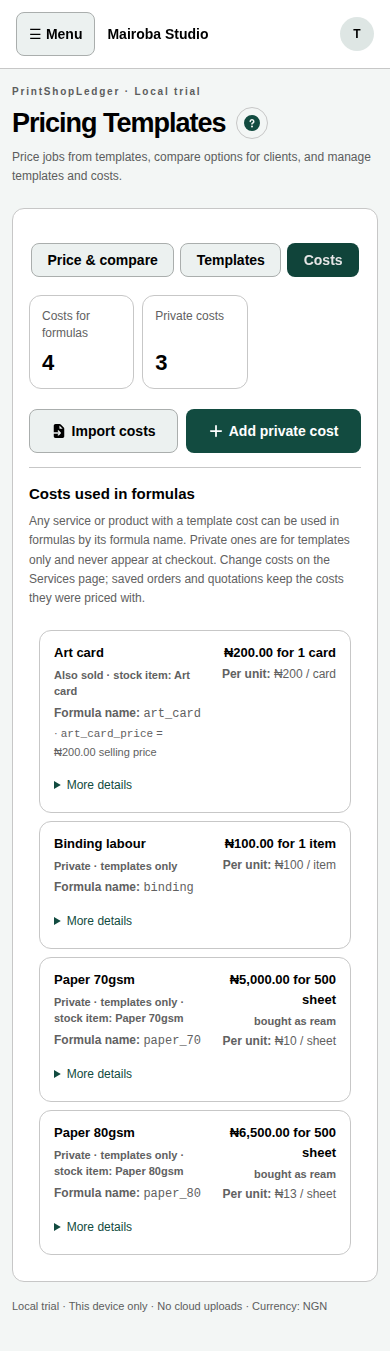 ☰ Menu
Mairoba Studio
T
PrintShopLedger · Local trial
Pricing Templates
?
Price jobs from templates, compare options for clients, and manage
templates and costs.
Price & compare
Templates
Costs
Costs for
formulas
4
Private costs
3
Import costs
+ Add private cost
Costs used in formulas
Any service or product with a template cost can be used in
formulas by its formula name. Private ones are for templates
only and never appear at checkout. Change costs on the
Services page; saved orders and quotations keep the costs
they were priced with.
Art card
Also sold · stock item: Art
card
Formula name: art_card
· art_card_price =
₦200.00 selling price
₦200.00 for 1 card
Per unit: ₦200 / card
More details
Binding labour
Private · templates only
Formula name: binding
₦100.00 for 1 item
Per unit: ₦100 / item
More details
Paper 70gsm
Private · templates only ·
stock item: Paper 70gsm
Formula name: paper_70
₦5,000.00 for 500
sheet
bought as ream
Per unit: ₦10 / sheet
More details
Paper 80gsm
Private · templates only ·
stock item: Paper 80gsm
Formula name: paper_80
₦6,500.00 for 500
sheet
bought as ream
Per unit: ₦13 / sheet
More details
Local trial · This device only · No cloud uploads · Currency: NGN